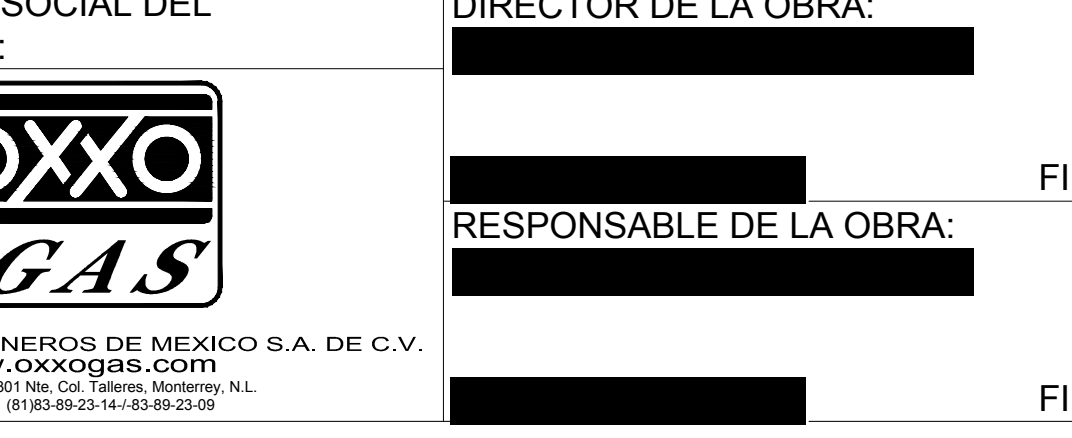 SOCIAL DEL
:
OXXO
GAS
NEROS DE MEXICO S.A. DE C.V.
.oxxogas.com
301 Nte, Col. Talleres, Monterrey, N.L.
(81)83-89-23-14-/-83-89-23-09
DIRECTOR DE LA OBRA:
FI
RESPONSABLE DE LA OBRA:
FI